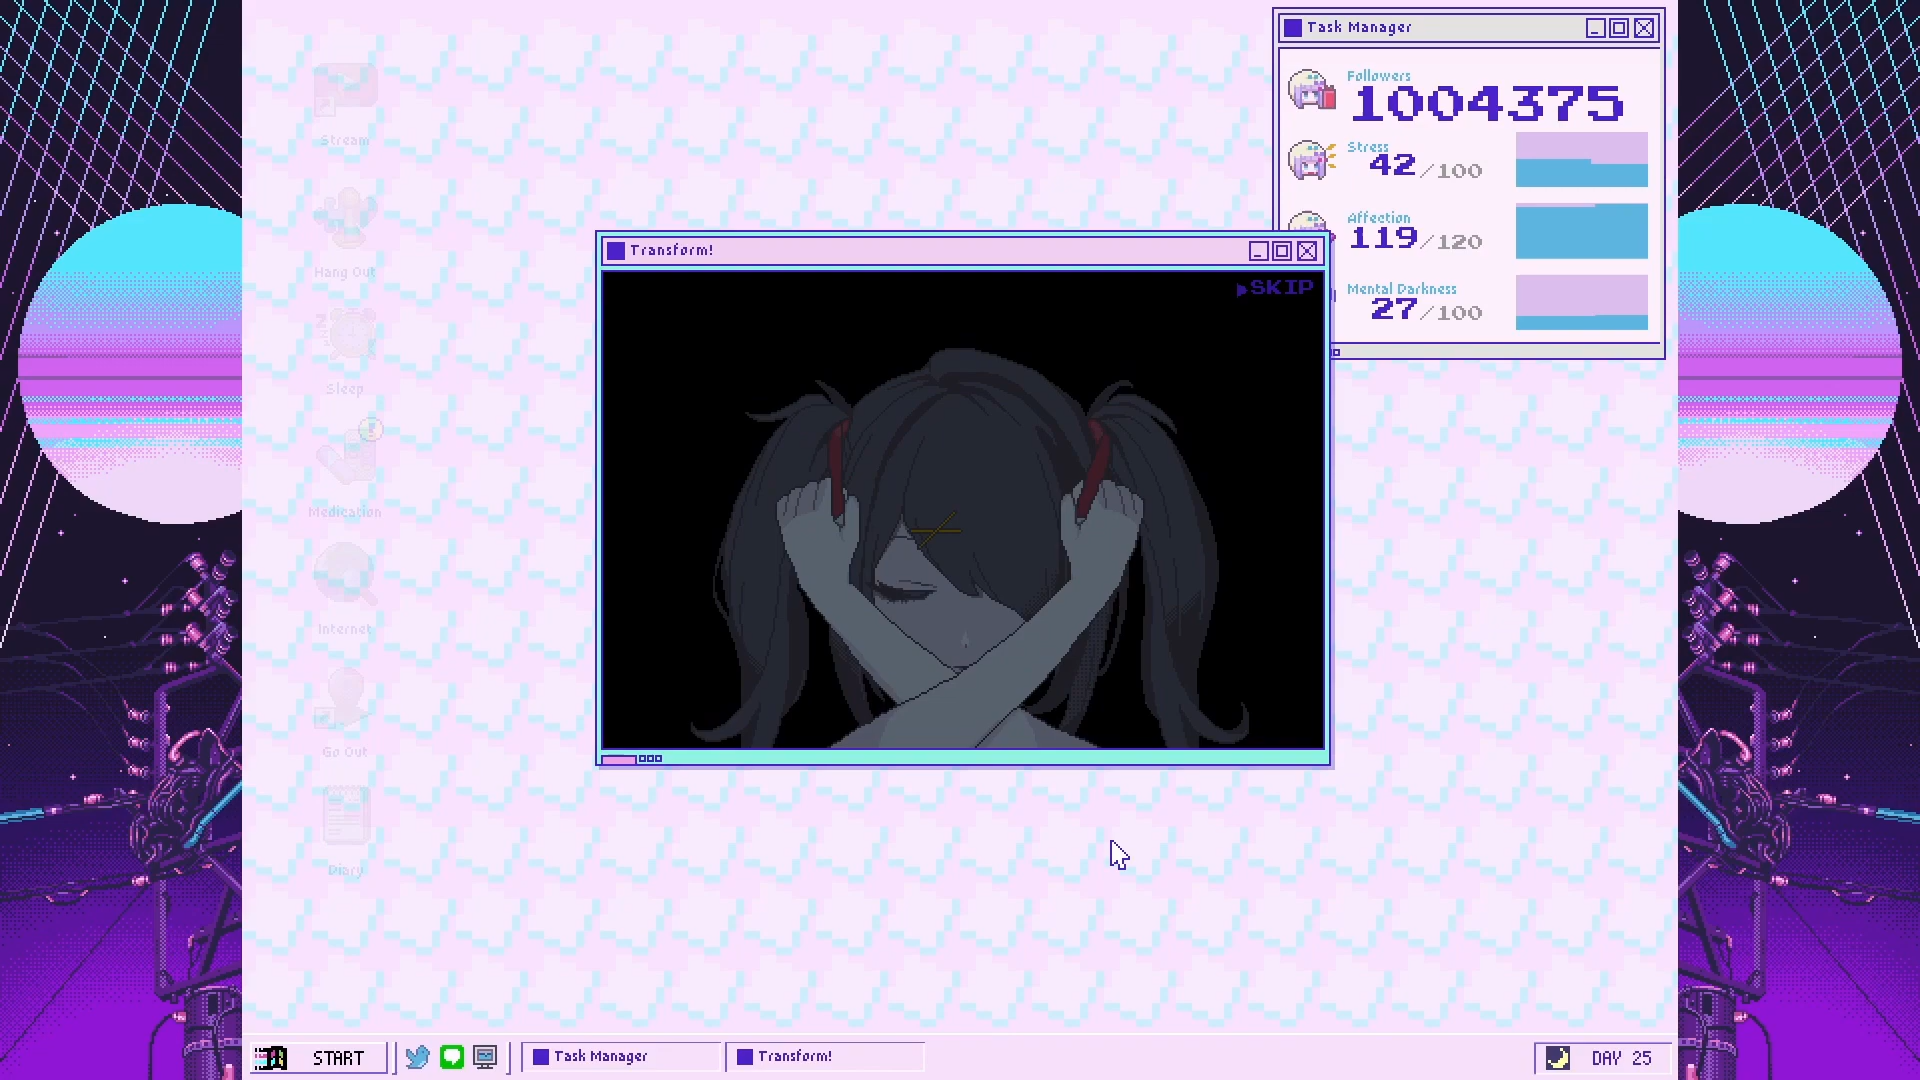 Task Manager
Followers
1004375
Stress
42/100
Affection
119/120
Mental Darkness
27/100
Stream
Hang Out
Sleep
Medication
Internet
Go Out
Diary
Transform!
▶SKIP
START
Task Manager
Transform!
DAY 25